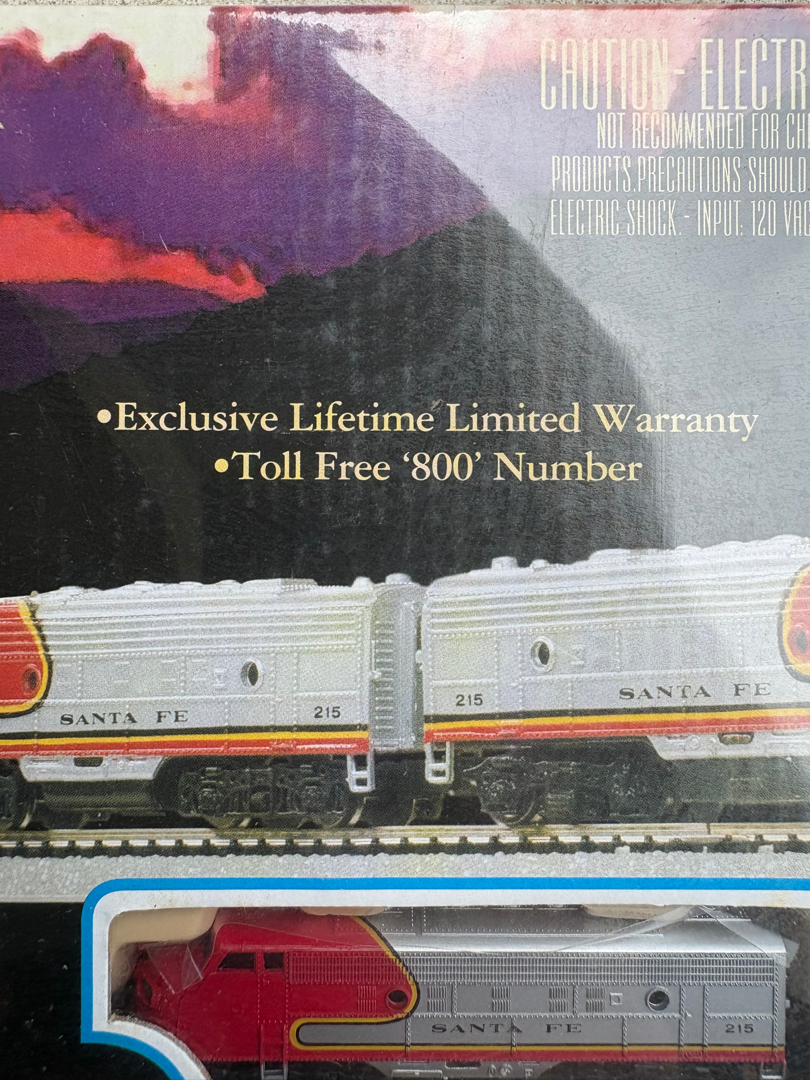 CAUTION- ELECTR
NOT RECOMMENDED FOR CHI
PRODUCTS.PRECAUTIONS SHOULD
ELECTRIC SHOCK. - INPUT: 120 VAC
•Exclusive Lifetime Limited Warranty
•Toll Free ‘800’ Number
SANTA FE 215
215 SANTA FE
SANTA FE 215